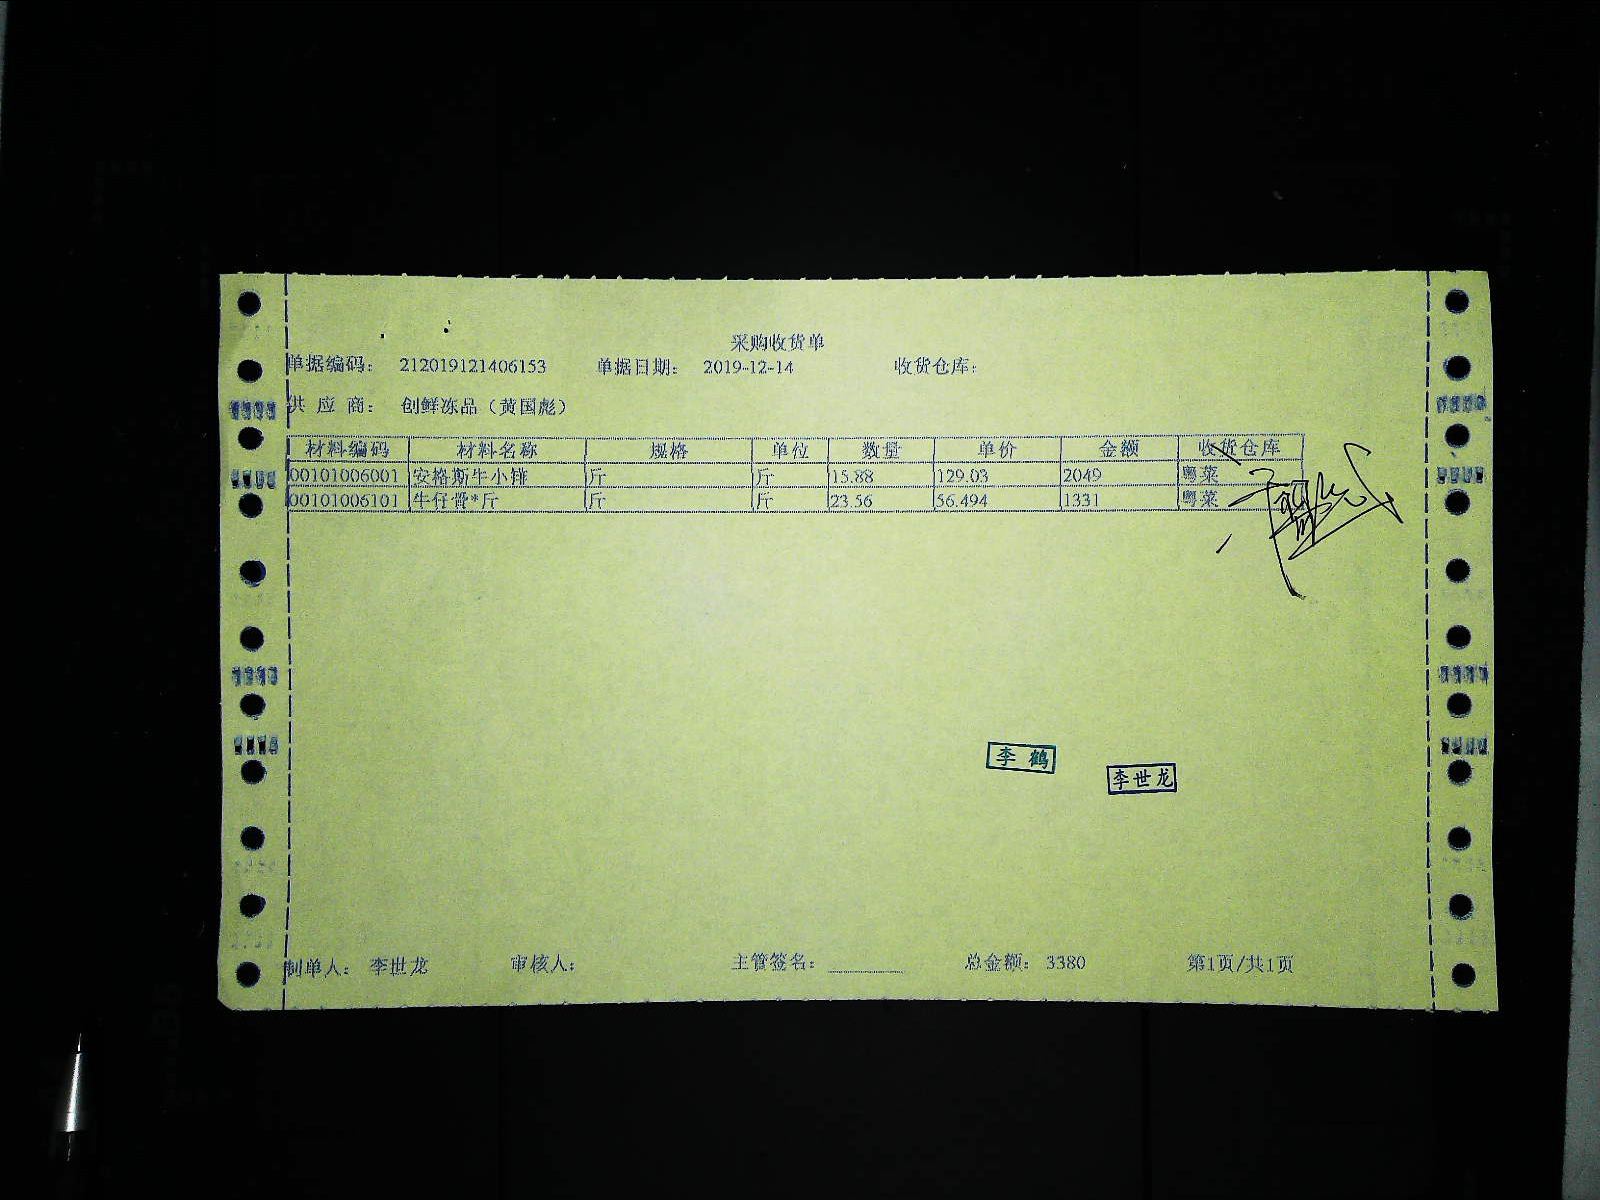 采购收货单
单据编码: 212019121406153 单据日期: 2019-12-14 收货仓库:
供应商: 创鲜冻品（黄国彪）
材料编码 材料名称 规格 单位 数量 单价 金额 收货仓库
00101006001 安格斯牛小排 斤 斤 15.88 129.03 2049 粤菜
00101006101 牛仔骨*斤 斤 斤 23.56 56.494 1331 粤菜
李鹤
李世龙
制单人: 李世龙 审核人: 主管签名: 总金额: 3380 第1页/共1页